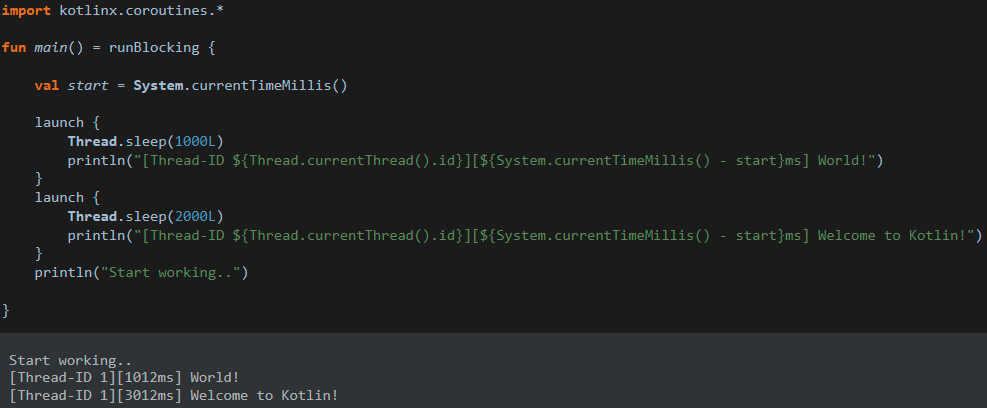 import kotlinx.coroutines.*
fun main() = runBlocking {
val start = System.currentTimeMillis()
launch {
Thread.sleep(1000L)
println("[Thread-ID ${Thread.currentThread().id}][${System.currentTimeMillis() - start}ms] World!")
}
launch {
Thread.sleep(2000L)
println("[Thread-ID ${Thread.currentThread().id}][${System.currentTimeMillis() - start}ms] Welcome to Kotlin!")
}
println("Start working..")
}
Start working..
[Thread-ID 1][1012ms] World!
[Thread-ID 1][3012ms] Welcome to Kotlin!